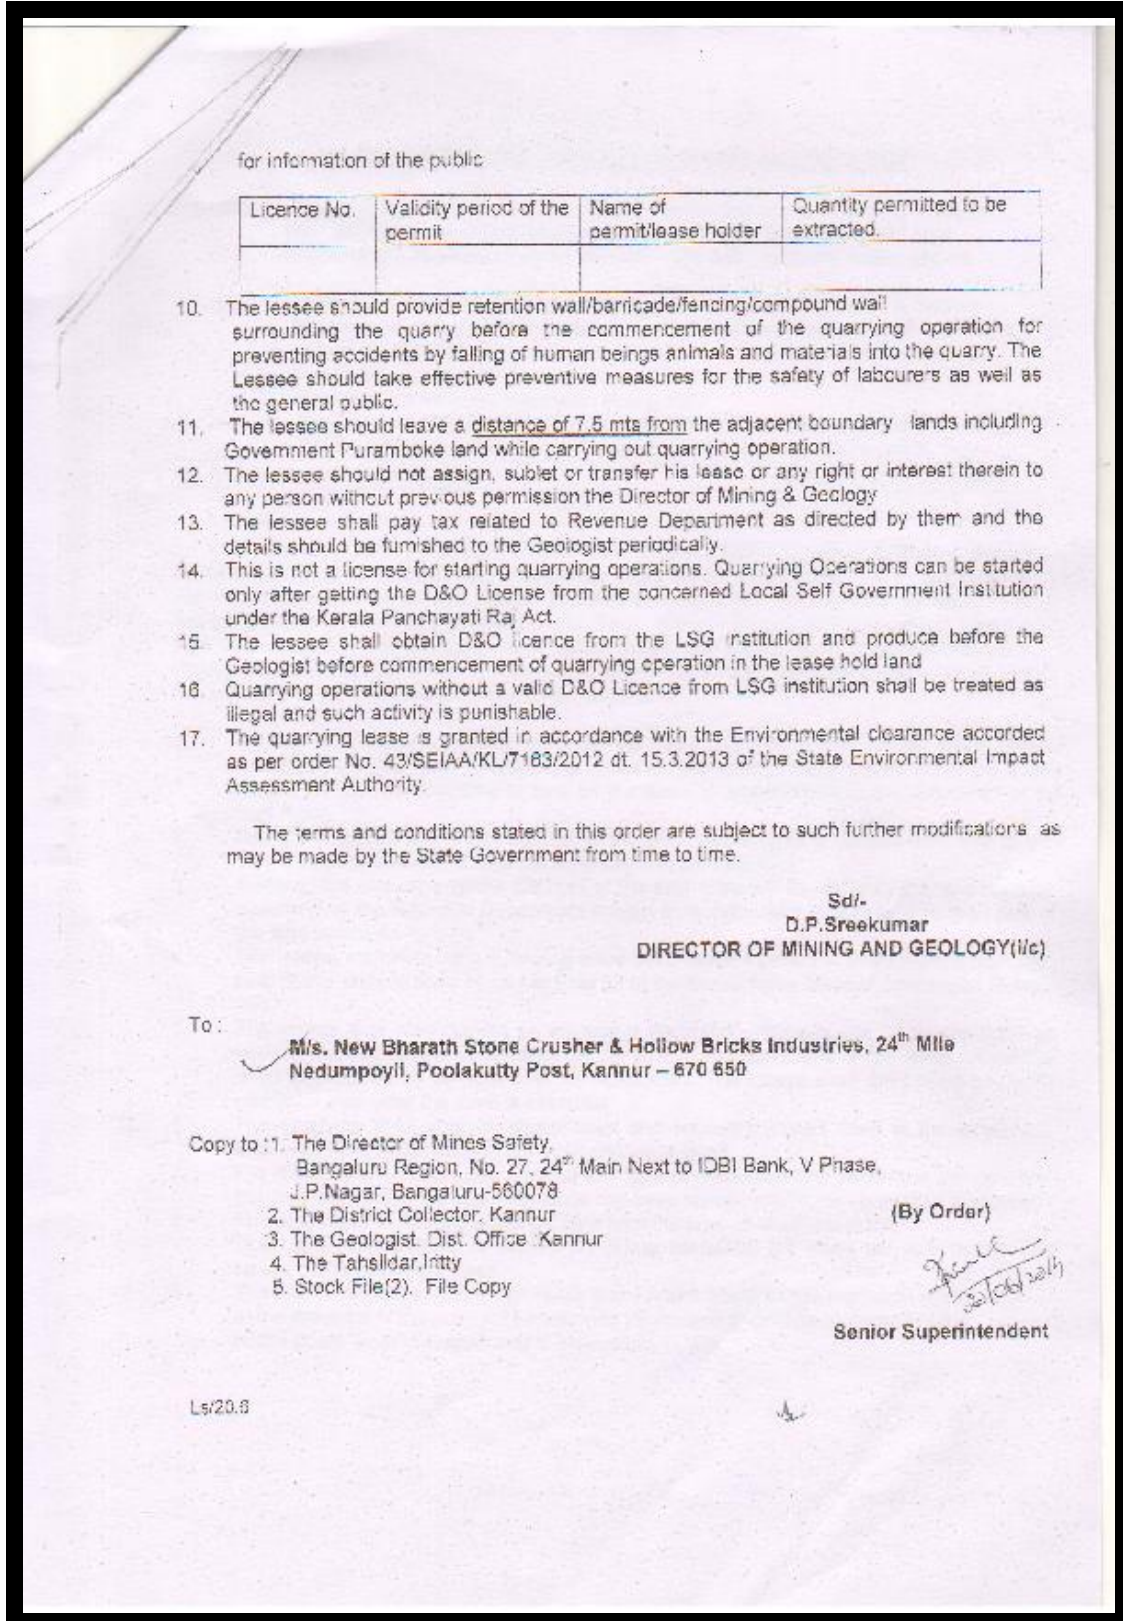 for information of the public
Licence No. Validity period of the permit Name of permit/lease holder Quantity permitted to be extracted.
10. The lessee should provide retention wall/barricade/fencing/compound wall
surrounding the quarry before the commencement of the quarrying operation for
preventing accidents by falling of human beings animals and materials into the quarry. The
Lessee should take effective preventive measures for the safety of labourers as well as
the general public.
11. The lessee should leave a distance of 7.5 mts from the adjacent boundary lands including
Government Puramboke land while carrying out quarrying operation.
12. The lessee should not assign, sublet or transfer his lease or any right or interest therein to
any person without previous permission the Director of Mining & Geology
13. The lessee shall pay tax related to Revenue Department as directed by them and the
details should be furnished to the Geologist periodically.
14. This is not a license for starting quarrying operations. Quarrying Operations can be started
only after getting the D&O License from the concerned Local Self Government Institution
under the Kerala Panchayati Raj Act.
15. The lessee shall obtain D&O licence from the LSG institution and produce before the
Geologist before commencement of quarrying operation in the lease hold land
16 Quarrying operations without a valid D&O Licence from LSG institution shall be treated as
illegal and such activity is punishable.
17. The quarrying lease is granted in accordance with the Environmental clearance accorded
as per order No. 43/SEIAA/KL/7183/2012 dt. 15.3.2013 of the State Environmental Impact
Assessment Authority.
The terms and conditions stated in this order are subject to such further modifications as
may be made by the State Government from time to time.
Sd/-
D.P.Sreekumar
DIRECTOR OF MINING AND GEOLOGY(i/c)
To :
M/s. New Bharath Stone Crusher & Hollow Bricks Industries, 24th Mile
Nedumpoyil, Poolakutty Post, Kannur – 670 650
Copy to :1. The Director of Mines Safety,
Bangaluru Region, No. 27, 24th Main Next to IDBI Bank, V Phase,
J.P.Nagar, Bangaluru-560078
2. The District Collector, Kannur
3. The Geologist. Dist. Office :Kannur
4. The Tahsildar,Iritty
5. Stock File(2). File Copy
(By Order)
Senior Superintendent
Ls/20.6